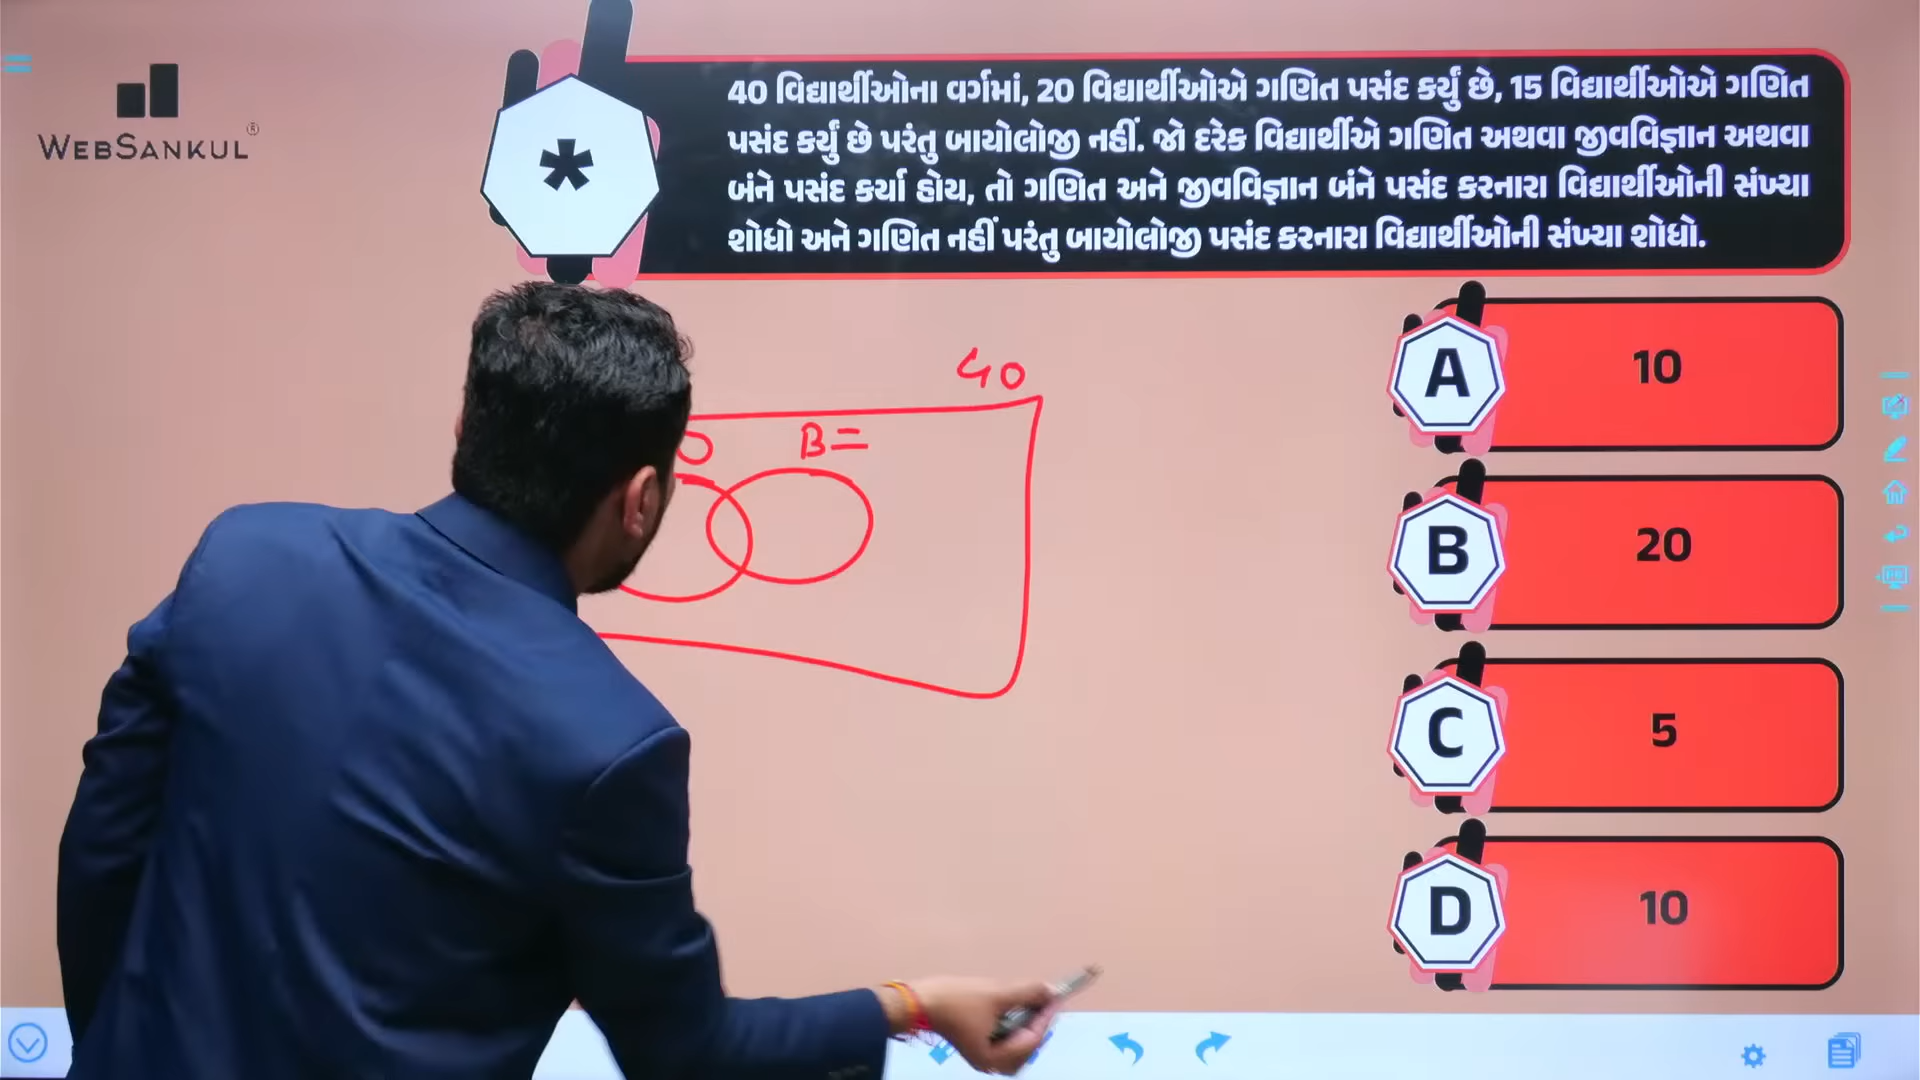 WEBSANKUL®
*
40 વિદ્યાર્થીઓના વર્ગમાં, 20 વિદ્યાર્થીઓએ ગણિત પસંદ કર્યું છે, 15 વિદ્યાર્થીઓએ ગણિત
પસંદ કર્યું છે પરંતુ બાયોલોજી નહીં. જો દરેક વિદ્યાર્થીએ ગણિત અથવા જીવવિજ્ઞાન અથવા
બંને પસંદ કર્યા હોય, તો ગણિત અને જીવવિજ્ઞાન બંને પસંદ કરનારા વિદ્યાર્થીઓની સંખ્યા
શોધો અને ગણિત નહીં પરંતુ બાયોલોજી પસંદ કરનારા વિદ્યાર્થીઓની સંખ્યા શોધો.
40
B=
A 10
B 20
C 5
D 10